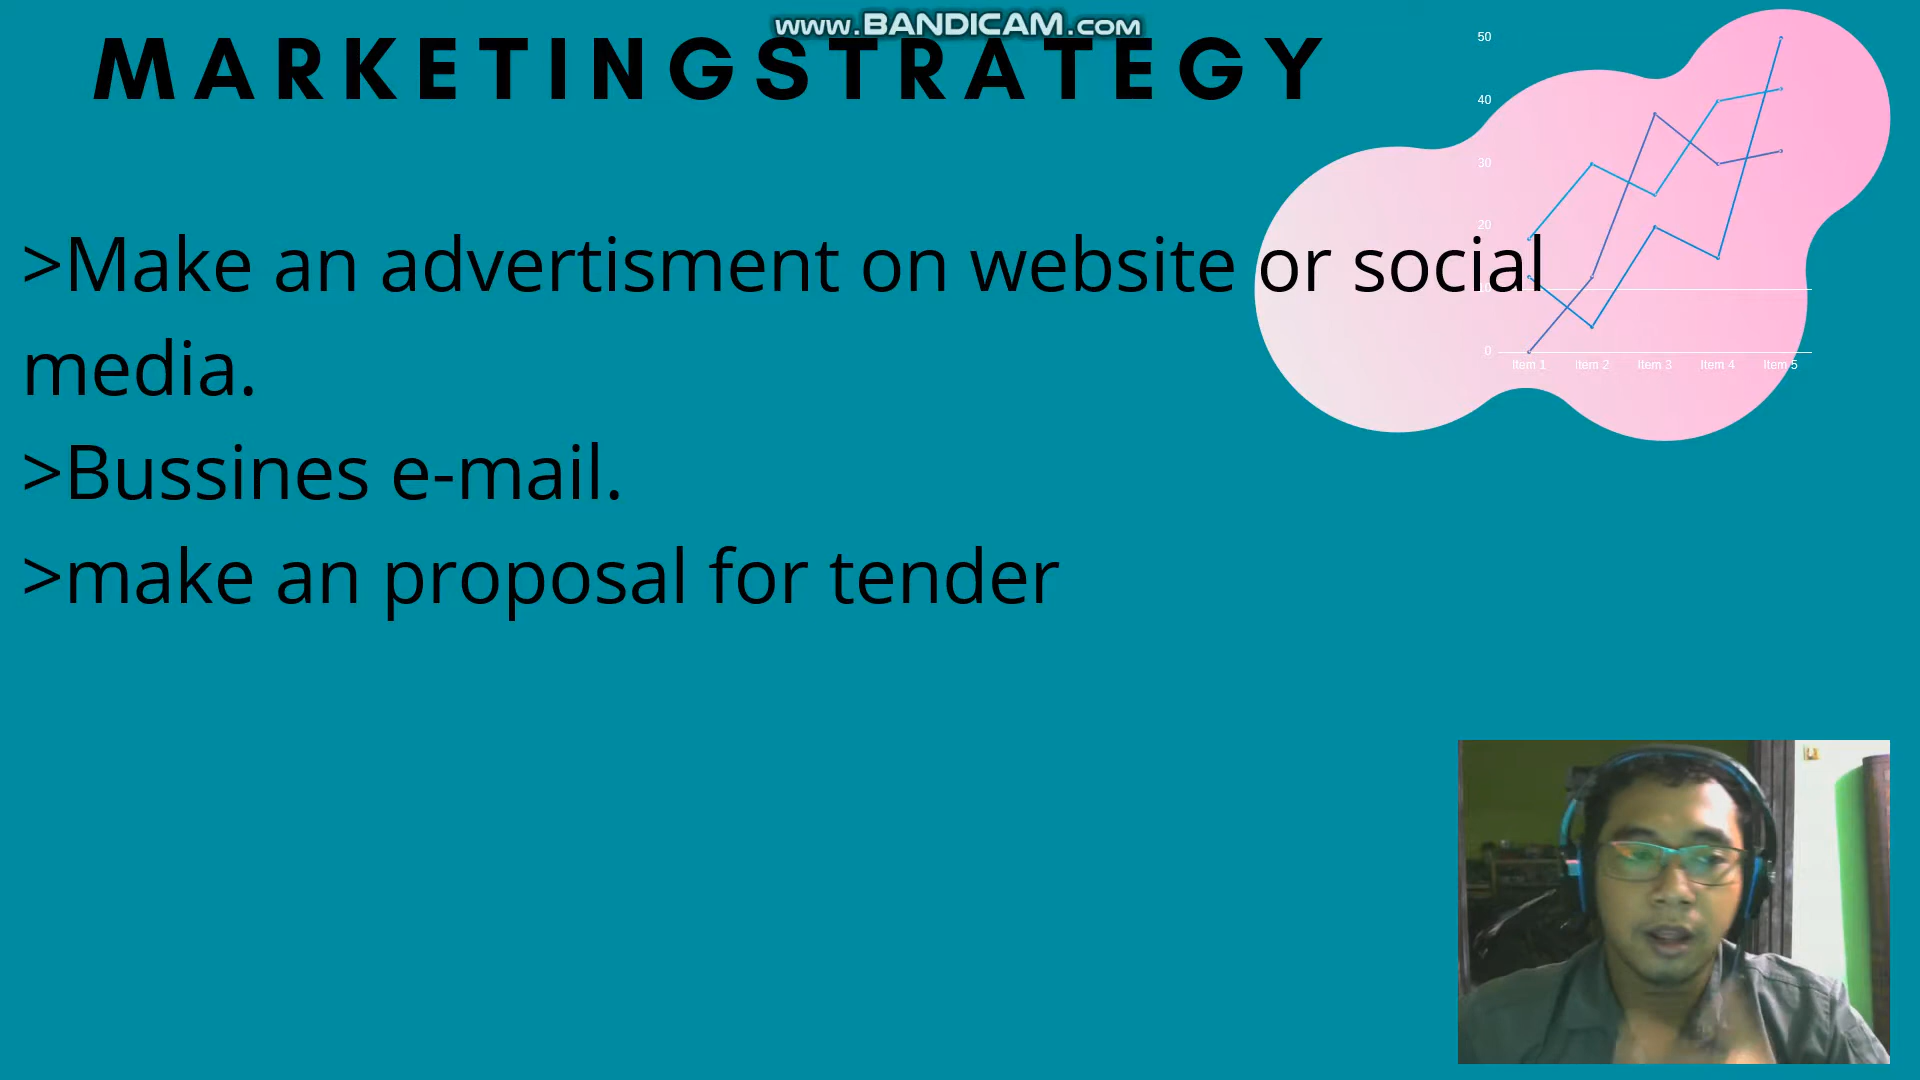 www.BANDICAM.com
MARKETINGSTRATEGY
>Make an advertisment on website or social
media.
>Bussines e-mail.
>make an proposal for tender
50
40
30
20
0
Item 1 Item 2 Item 3 Item 4 Item 5